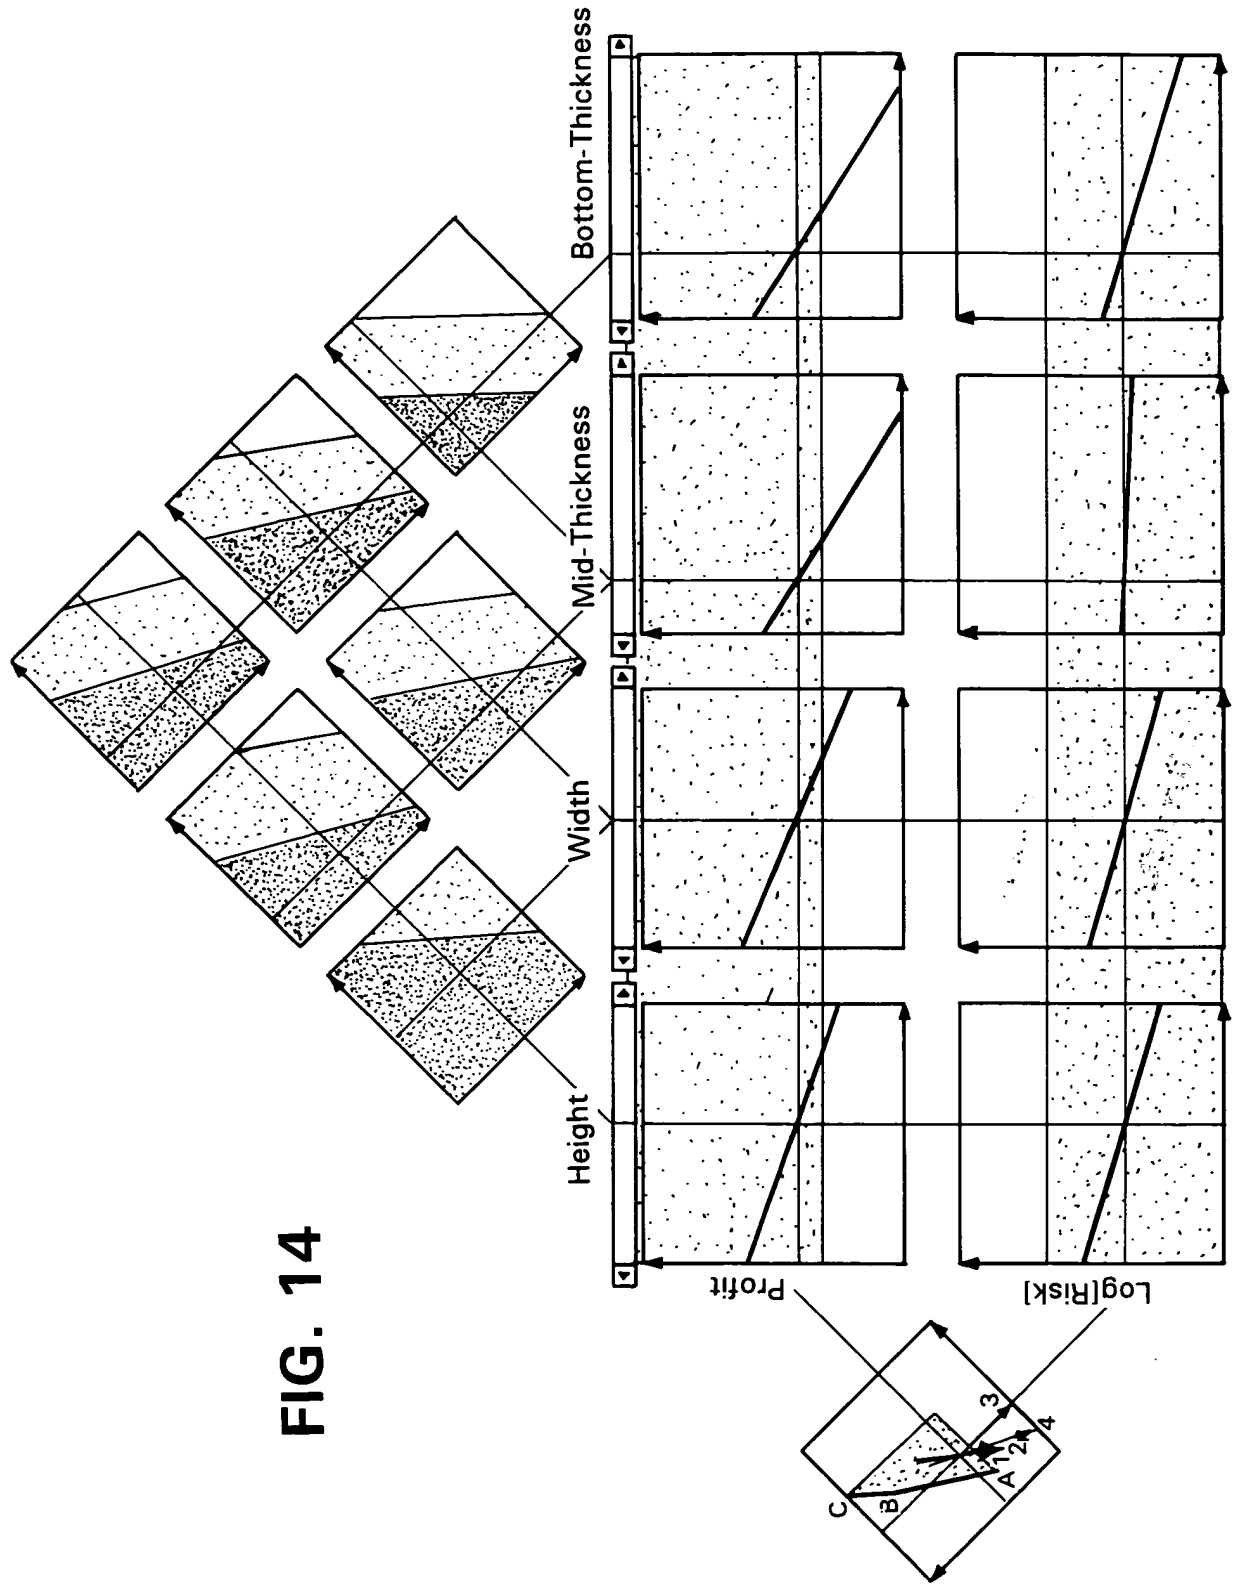 FIG. 14
Height
Width
Mid-Thickness
Bottom-Thickness
Profit
Log[Risk]
C
B
A
1
2
3
4